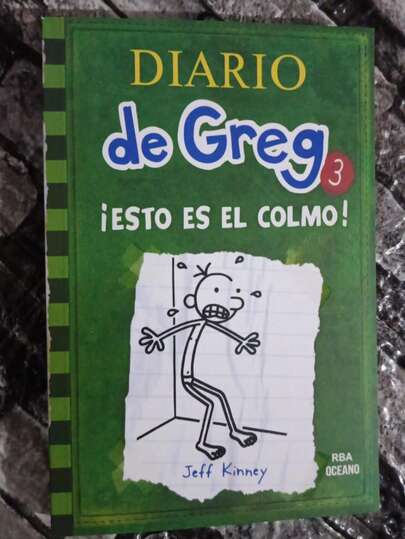 DIARIO
de Greg 3
¡ESTO ES EL COLMO!
Jeff Kinney
RBA
OCEANO